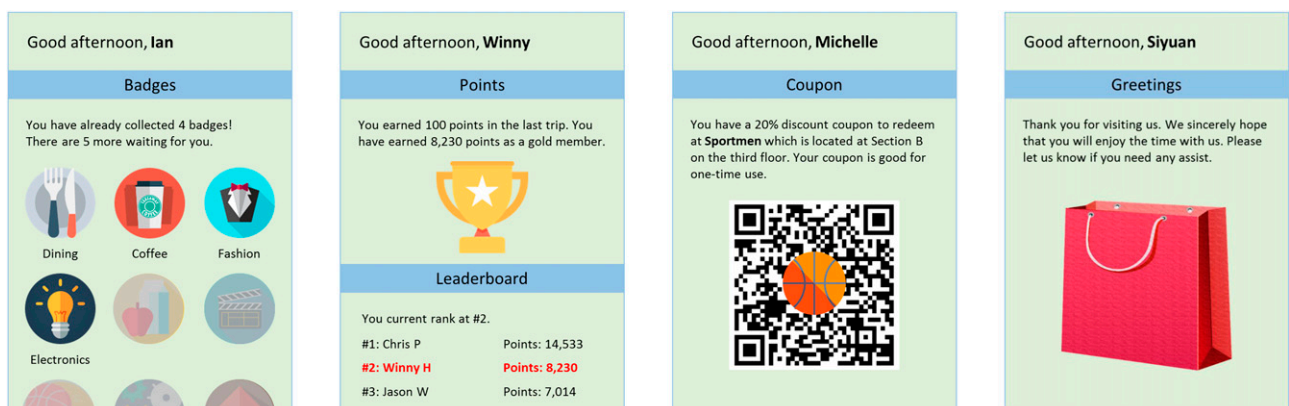 Good afternoon, Ian
Badges
You have already collected 4 badges!
There are 5 more waiting for you.
Dining
Coffee
Fashion
Electronics
Good afternoon, Winny
Points
You earned 100 points in the last trip. You
have earned 8,230 points as a gold member.
Leaderboard
You current rank at #2.
#1: Chris P Points: 14,533
#2: Winny H Points: 8,230
#3: Jason W Points: 7,014
Good afternoon, Michelle
Coupon
You have a 20% discount coupon to redeem
at Sportmen which is located at Section B
on the third floor. Your coupon is good for
one-time use.
Good afternoon, Siyuan
Greetings
Thank you for visiting us. We sincerely hope
that you will enjoy the time with us. Please
let us know if you need any assist.